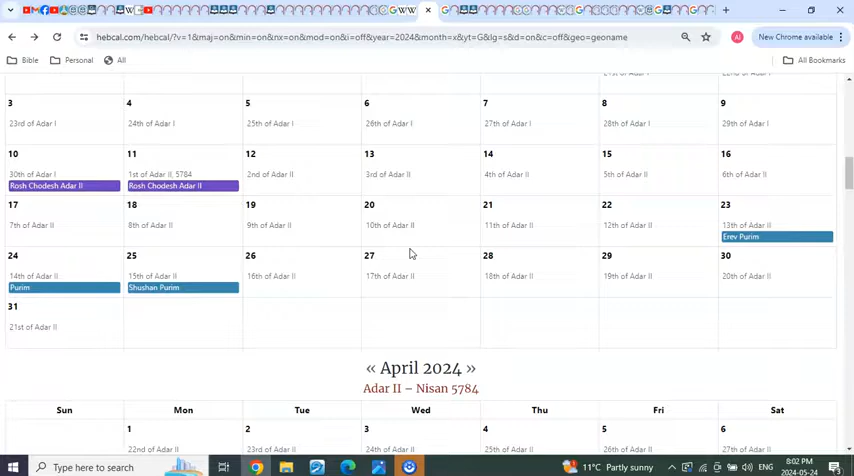 hebcal.com/hebcal/?v=1&maj=on&min=on&nx=on&mod=on&i=off&year=2024&month=x&yt=G&lg=s&d=on&c=off&geo=geoname
AI
New Chrome available
Bible Personal All All Bookmarks
3 4 5 6 7 8 9
23rd of Adar I 24th of Adar I 25th of Adar I 26th of Adar I 27th of Adar I 28th of Adar I 29th of Adar I
10 11 12 13 14 15 16
30th of Adar I 1st of Adar II, 5784 2nd of Adar II 3rd of Adar II 4th of Adar II 5th of Adar II 6th of Adar II
Rosh Chodesh Adar II Rosh Chodesh Adar II
17 18 19 20 21 22 23
7th of Adar II 8th of Adar II 9th of Adar II 10th of Adar II 11th of Adar II 12th of Adar II 13th of Adar II
Erev Purim
24 25 26 27 28 29 30
14th of Adar II 15th of Adar II 16th of Adar II 17th of Adar II 18th of Adar II 19th of Adar II 20th of Adar II
Purim Shushan Purim
31
21st of Adar II
« April 2024 »
Adar II – Nisan 5784
Sun Mon Tue Wed Thu Fri Sat
1 2 3 4 5 6
22nd of Adar II 23rd of Adar II 24th of Adar II 25th of Adar II 26th of Adar II 27th of Adar II
Type here to search
11°C Partly sunny
ENG
8:02 PM
2024-05-24